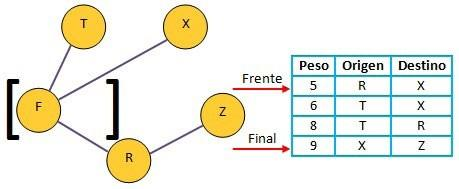 T
X
F
Z
R
Frente
Final
Peso Origen Destino
5 R X
6 T X
8 T R
9 X Z